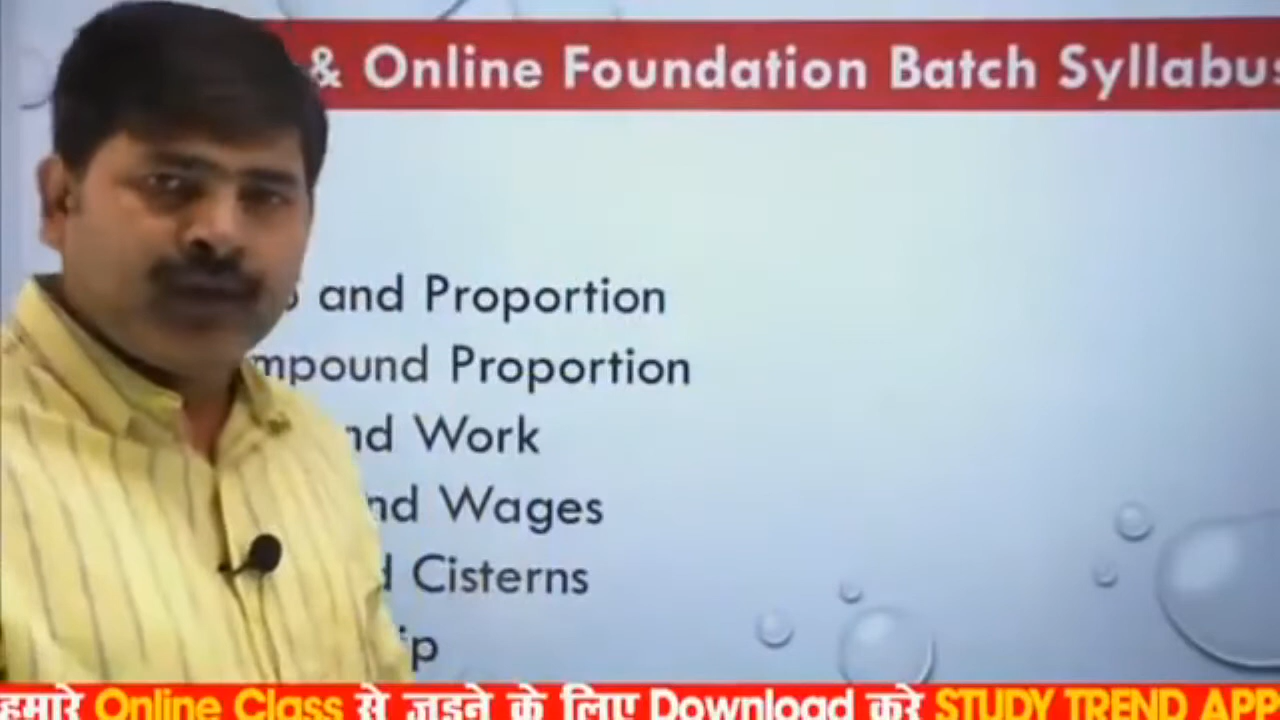 & Online Foundation Batch Syllabus
and Proportion
mpound Proportion
nd Work
nd Wages
d Cisterns
ip
हमारे Online Class से जुड़ने के लिए Download करे STUDY TREND APP